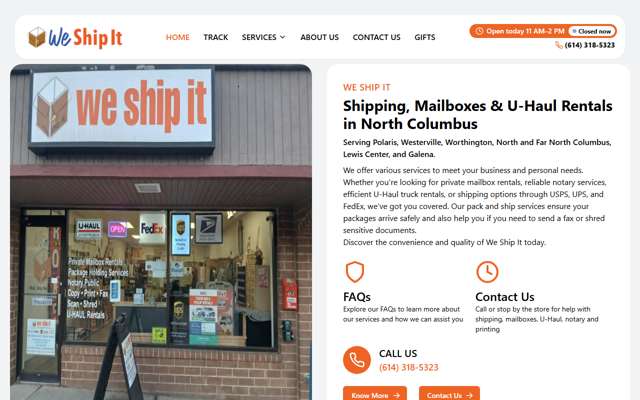 We Ship It
HOME
TRACK
SERVICES
ABOUT US
CONTACT US
GIFTS
Open today 11 AM–2 PM
Closed now
(614) 318-5323
we ship it
U-HAUL
OPEN
FedEx
Private Mailbox Rentals
Package Holding Services
Notary Public
Copy • Print • Fax
Scan • Shred
U-HAUL Rentals
WE SHIP IT
Shipping, Mailboxes & U-Haul Rentals
in North Columbus
Serving Polaris, Westerville, Worthington, North and Far North Columbus,
Lewis Center, and Galena.
We offer various services to meet your business and personal needs.
Whether you're looking for private mailbox rentals, reliable notary services,
efficient U-Haul truck rentals, or shipping options through USPS, UPS, and
FedEx, we've got you covered. Our pack and ship services ensure your
packages arrive safely and also help you if you need to send a fax or shred
sensitive documents.
Discover the convenience and quality of We Ship It today.
FAQs
Explore our FAQs to learn more about
our services and how we can assist you
Contact Us
Call or stop by the store for help with
shipping, mailboxes, U-Haul, notary and
printing
CALL US
(614) 318-5323
Know More
Contact Us